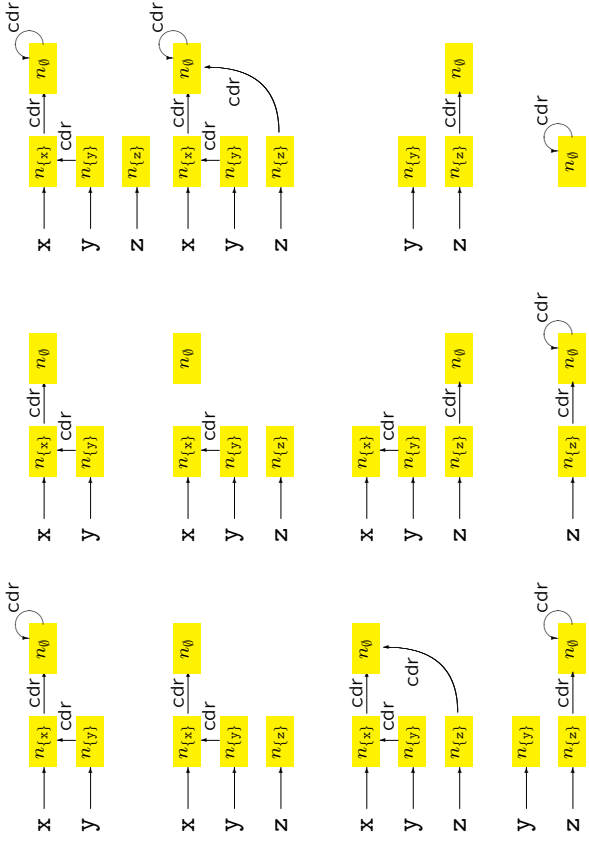 cdr cdr
x n{x} cdr n∅ x n{x} cdr n∅ x n{x} cdr n∅
cdr cdr cdr
y n{y} y n{y} y n{y}
z n{z}
cdr
x n{x} cdr n∅ x n{x} n∅ x n{x} cdr n∅
cdr cdr cdr
y n{y} y n{y} y n{y} cdr
z n{z} z n{z} z n{z}
x n{x} cdr n∅ x n{x}
cdr cdr
y n{y} cdr y n{y} y n{y}
z n{z} z n{z} cdr n∅ z n{z} cdr n∅
y n{y}
cdr cdr cdr
z n{z} cdr n∅ z n{z} cdr n∅ n∅